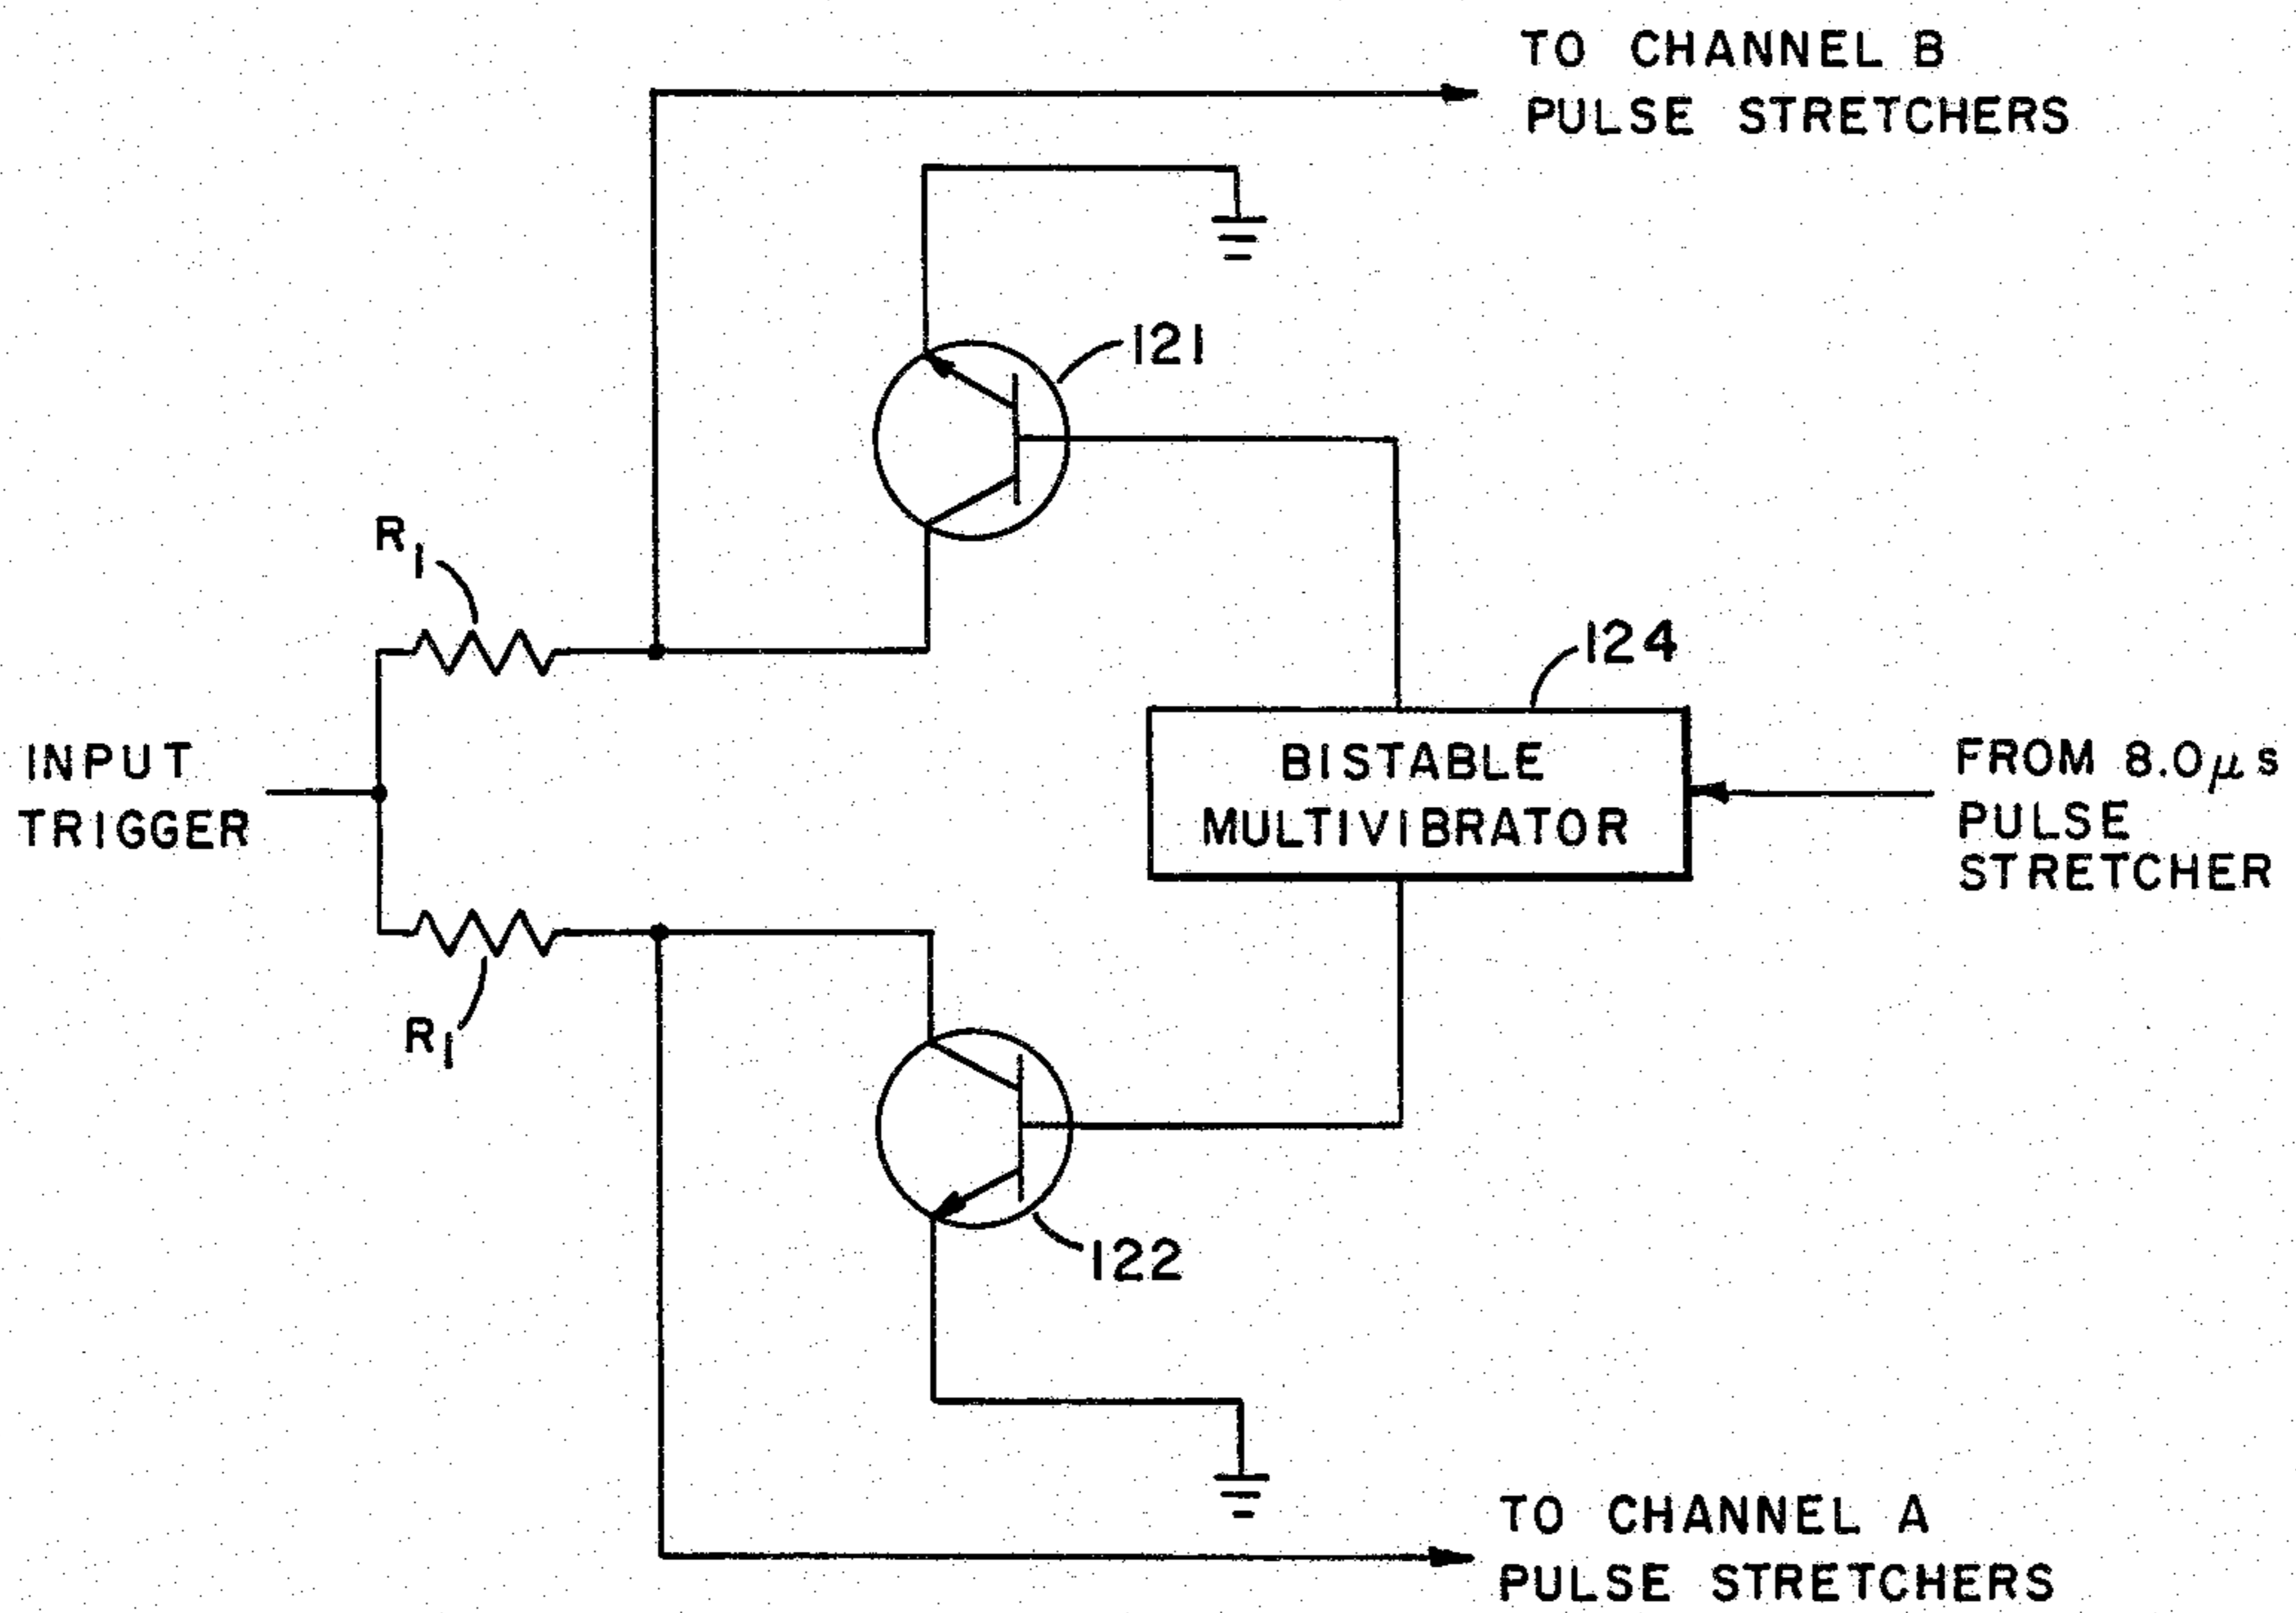 TO CHANNEL B
PULSE STRETCHERS
121
R1
124
INPUT
TRIGGER
BISTABLE
MULTIVIBRATOR
FROM 8.0μs
PULSE
STRETCHER
R1
122
TO CHANNEL A
PULSE STRETCHERS